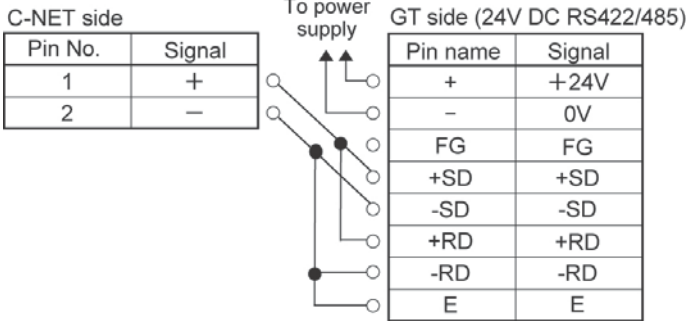 C-NET side
Pin No. Signal
1 +
2 −
To power
supply
GT side (24V DC RS422/485)
Pin name Signal
+ +24V
− 0V
FG FG
+SD +SD
-SD -SD
+RD +RD
-RD -RD
E E